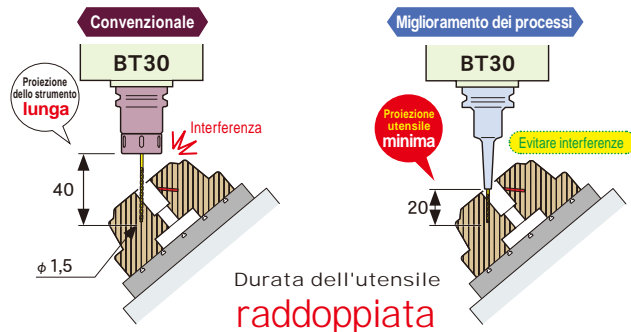 Convenzionale
BT30
Proiezione
dello strumento
lunga
Interferenza
40
φ 1,5
Miglioramento dei processi
BT30
Proiezione
utensile
minima
Evitare interferenze
20
Durata dell'utensile
raddoppiata